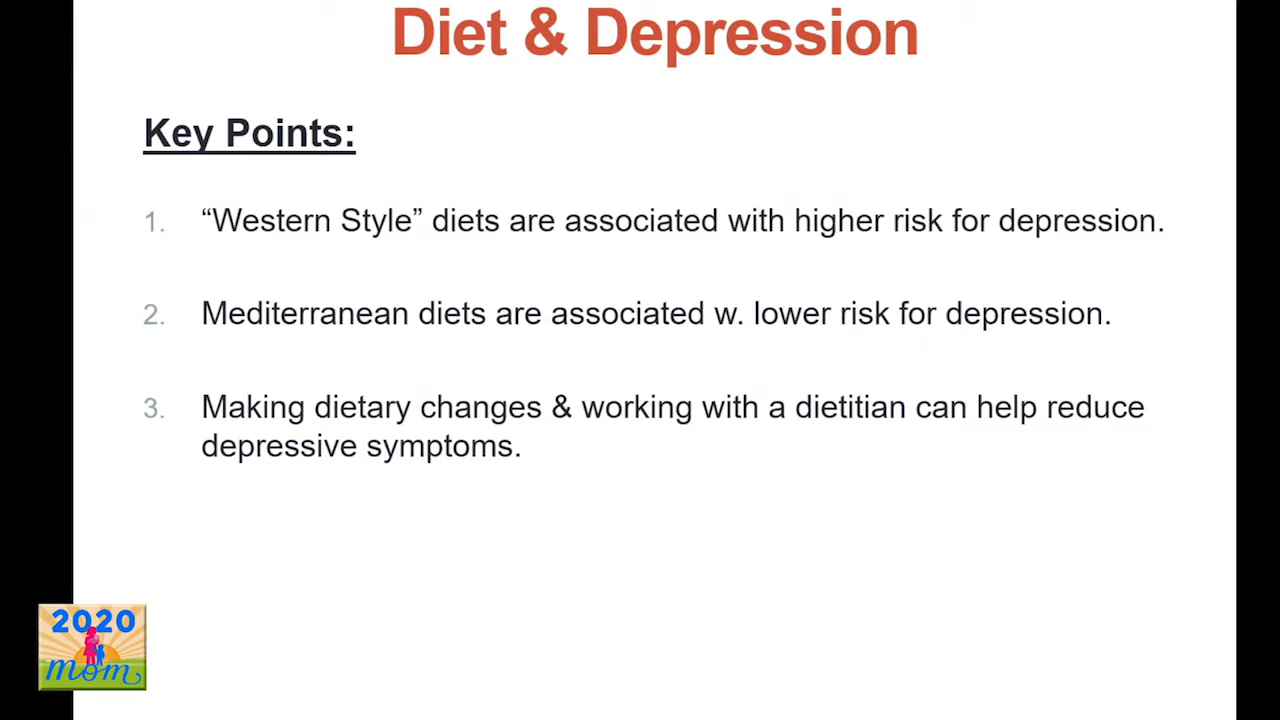 Diet & Depression
Key Points:
1. “Western Style” diets are associated with higher risk for depression.
2. Mediterranean diets are associated w. lower risk for depression.
3. Making dietary changes & working with a dietitian can help reduce
depressive symptoms.
2020
mom